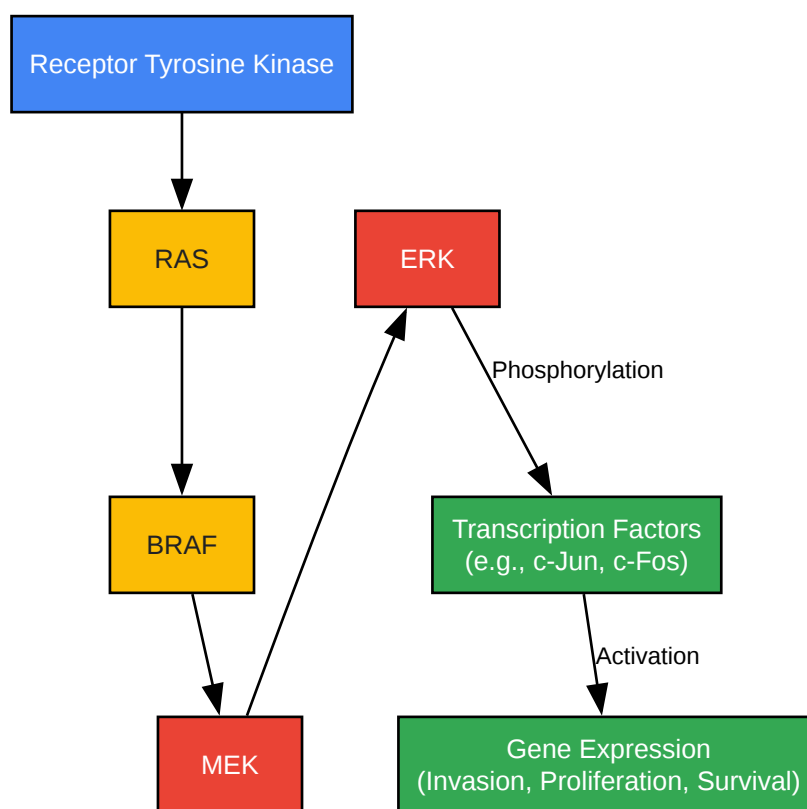 Receptor Tyrosine Kinase
RAS
ERK
Phosphorylation
BRAF
Transcription Factors
(e.g., c-Jun, c-Fos)
Activation
MEK
Gene Expression
(Invasion, Proliferation, Survival)